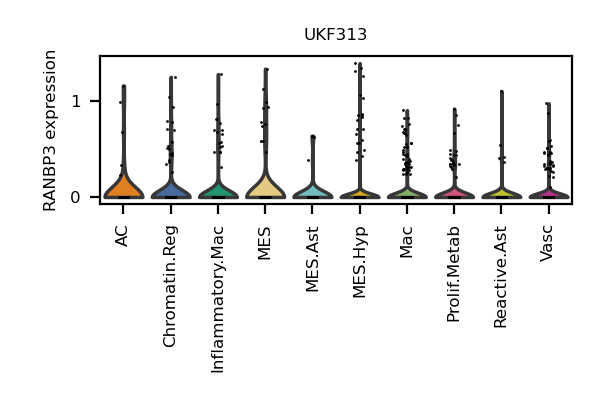 UKF313
RANBP3 expression
1
0
AC
Chromatin.Reg
Inflammatory.Mac
MES
MES.Ast
MES.Hyp
Mac
Prolif.Metab
Reactive.Ast
Vasc